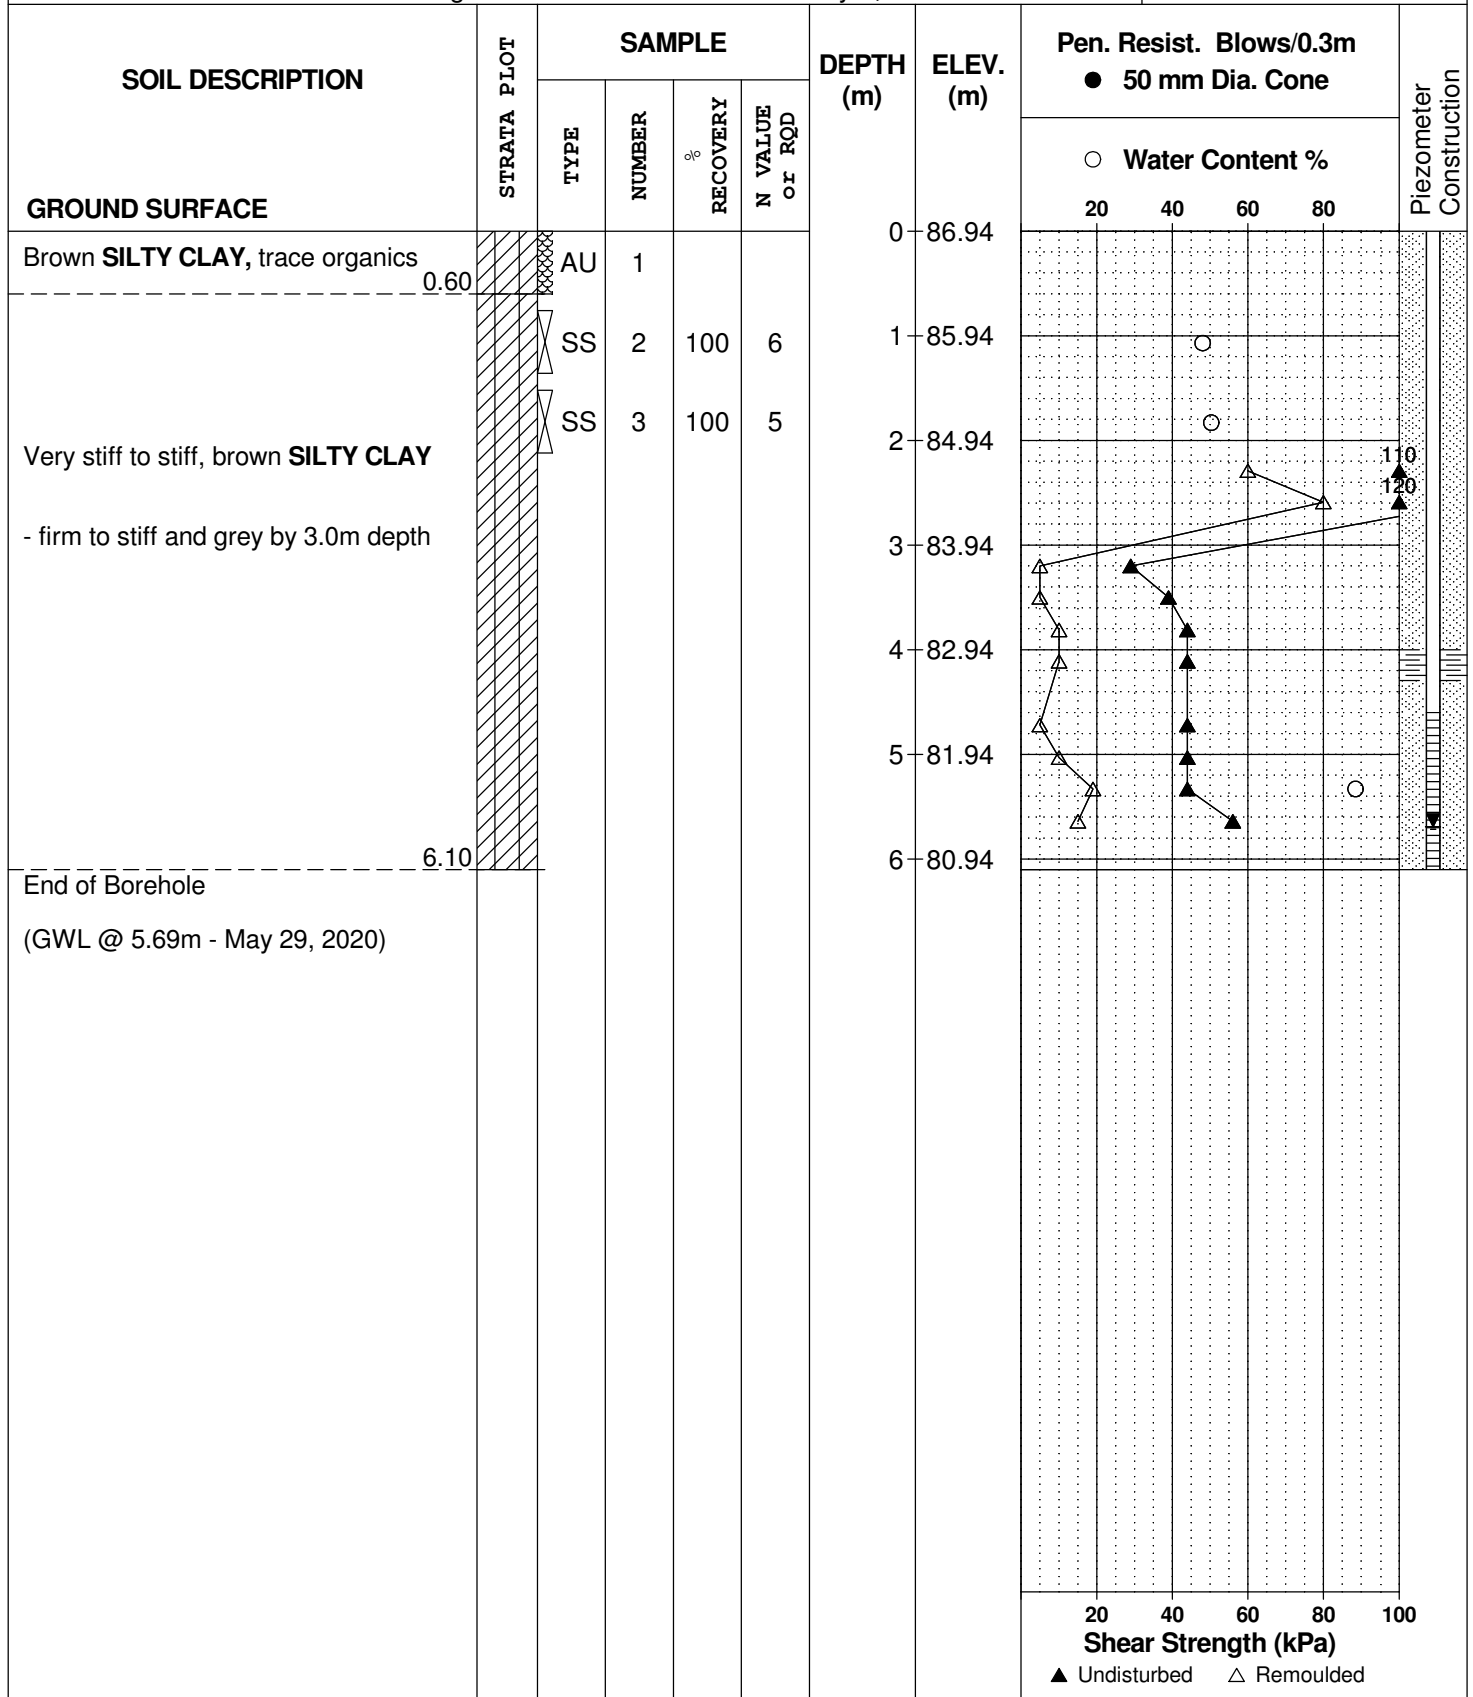 SOIL DESCRIPTION
GROUND SURFACE
STRATA PLOT
SAMPLE
TYPE
NUMBER
%
RECOVERY
N VALUE
or RQD
DEPTH
(m)
ELEV.
(m)
Pen. Resist. Blows/0.3m
● 50 mm Dia. Cone
○ Water Content %
20 40 60 80
Piezometer
Construction
0 86.94
Brown SILTY CLAY, trace organics
0.60
AU 1
1 85.94
SS 2 100 6
SS 3 100 5
2 84.94
Very stiff to stiff, brown SILTY CLAY
110
120
- firm to stiff and grey by 3.0m depth
3 83.94
4 82.94
5 81.94
6.10
6 80.94
End of Borehole
(GWL @ 5.69m - May 29, 2020)
20 40 60 80 100
Shear Strength (kPa)
▲ Undisturbed △ Remoulded